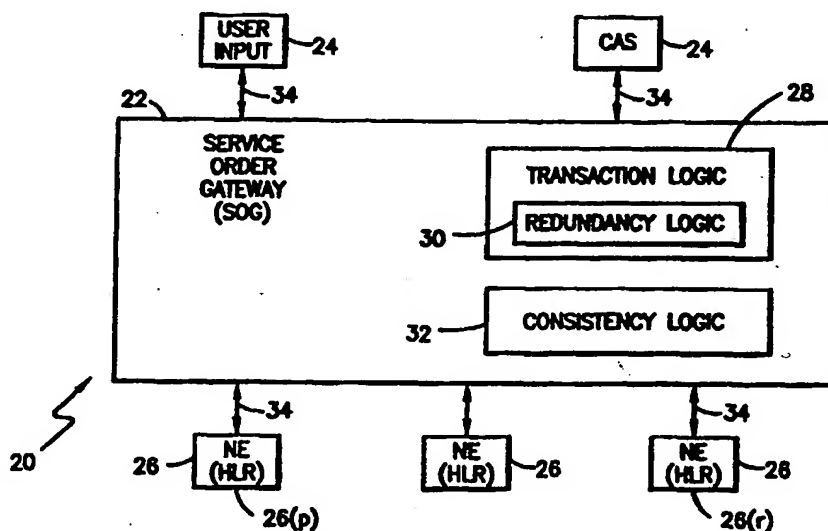 USER
INPUT
24
CAS
24
34
34
22
28
SERVICE
ORDER
GATEWAY
(SOG)
TRANSACTION LOGIC
30
REDUNDANCY LOGIC
32
CONSISTENCY LOGIC
20
34
34
26
NE
(HLR)
NE
(HLR)
26
NE
(HLR)
26
26(p)
26(r)